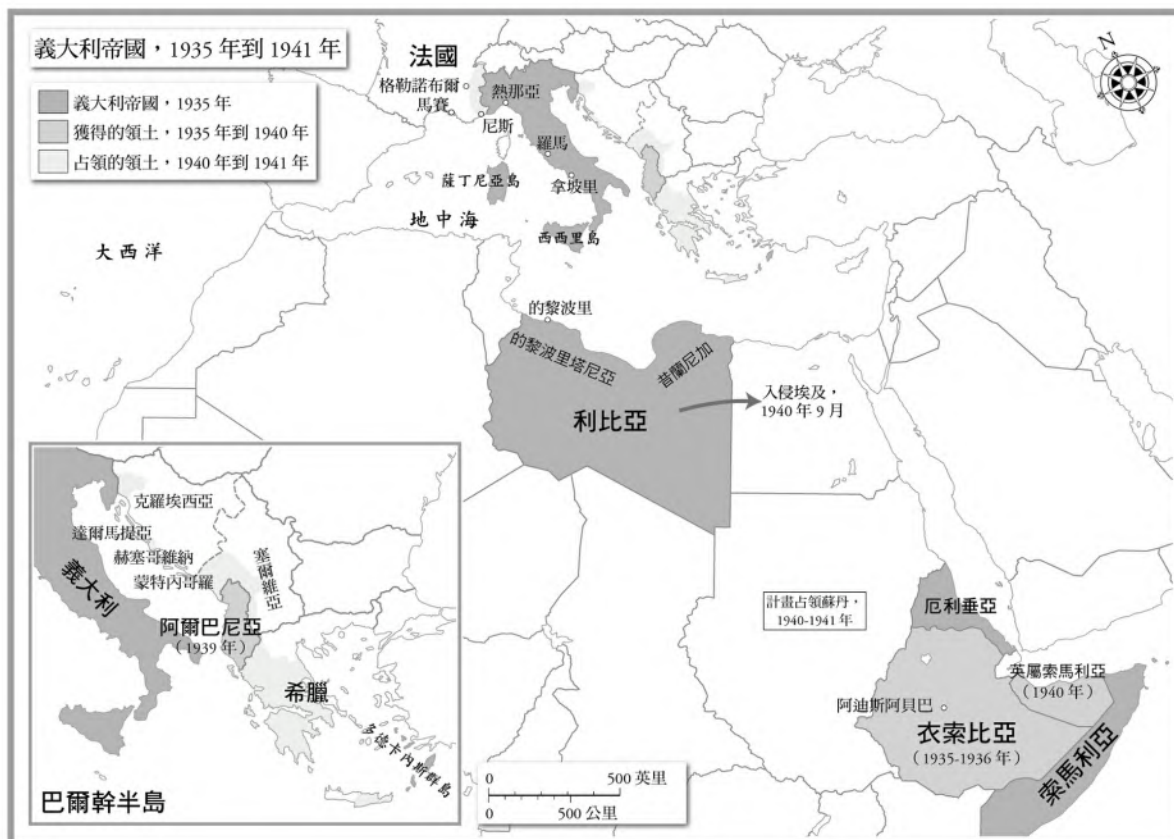 義大利帝國，1935 年到 1941 年
義大利帝國，1935 年
獲得的領土，1935 年到 1940 年
占領的領土，1940 年到 1941 年
N
法國
格勒諾布爾
馬賽
熱那亞
尼斯
羅馬
薩丁尼亞島
拿坡里
地中海
西西里島
大西洋
的黎波里
的黎波里塔尼亞
昔蘭尼加
利比亞
入侵埃及，
1940 年 9 月
計畫占領蘇丹，
1940-1941 年
厄利垂亞
英屬索馬利亞
（1940 年）
阿迪斯阿貝巴
衣索比亞
（1935-1936 年）
索馬利亞
克羅埃西亞
達爾馬提亞
赫塞哥維納
蒙特內哥羅
塞爾維亞
義大利
阿爾巴尼亞
（1939 年）
希臘
多德卡內斯群島
巴爾幹半島
0 500 英里
0 500 公里